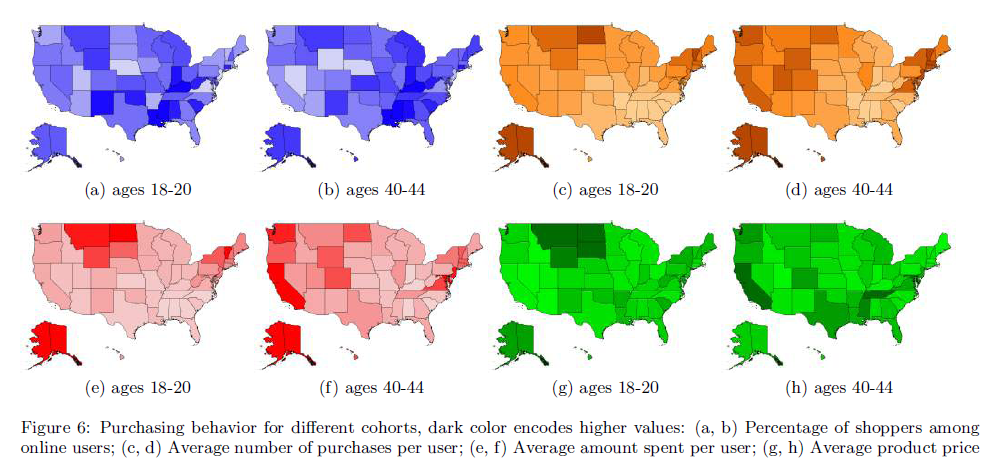 (a) ages 18-20 (b) ages 40-44 (c) ages 18-20 (d) ages 40-44
(e) ages 18-20 (f) ages 40-44 (g) ages 18-20 (h) ages 40-44
Figure 6: Purchasing behavior for different cohorts, dark color encodes higher values: (a, b) Percentage of shoppers among
online users; (c, d) Average number of purchases per user; (e, f) Average amount spent per user; (g, h) Average product price